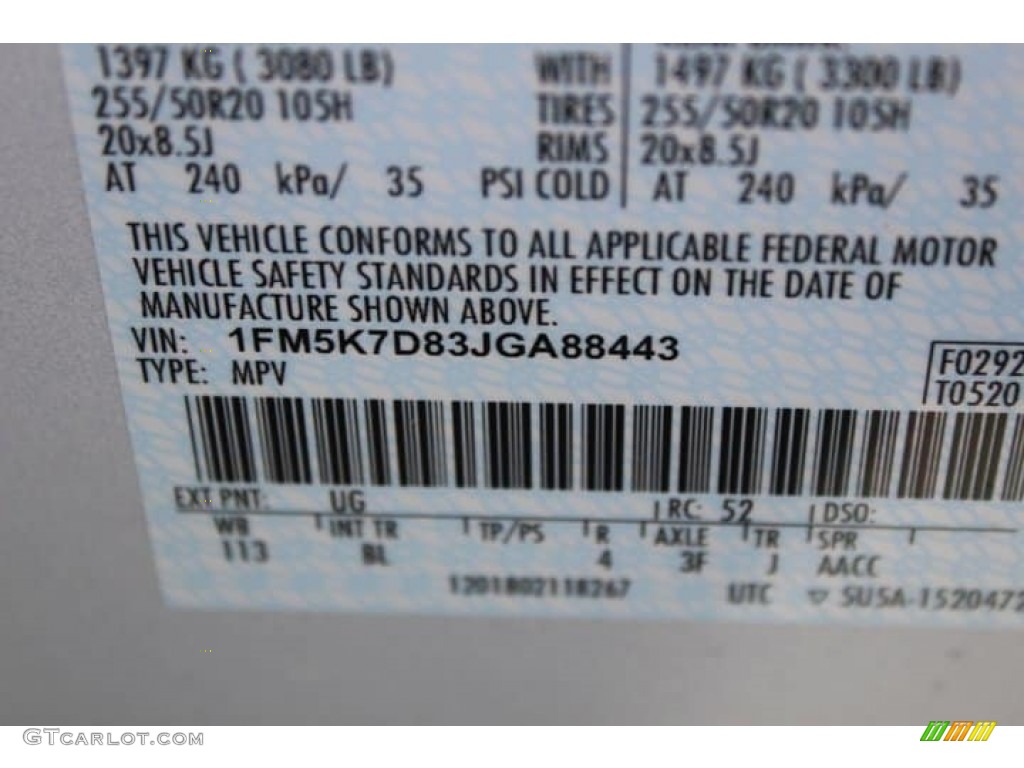 1397 KG ( 3080 LB) WITH 1497 KG ( 3300 LB)
255/50R20 105H TIRES 255/50R20 105H
20x8.5J RIMS 20x8.5J
AT 240 kPa/ 35 PSI COLD AT 240 kPa/ 35
THIS VEHICLE CONFORMS TO ALL APPLICABLE FEDERAL MOTOR
VEHICLE SAFETY STANDARDS IN EFFECT ON THE DATE OF
MANUFACTURE SHOWN ABOVE.
VIN: 1FM5K7D83JGA88443
TYPE: MPV
F0292
T0520
EXT PNT: UG RC: 52 DSO:
WB INT TR TP/PS R AXLE TR SPR
113 BL 4 3F J AACC
1201802118267 UTC ▽ SU5A-1520472
GTCARLOT.COM